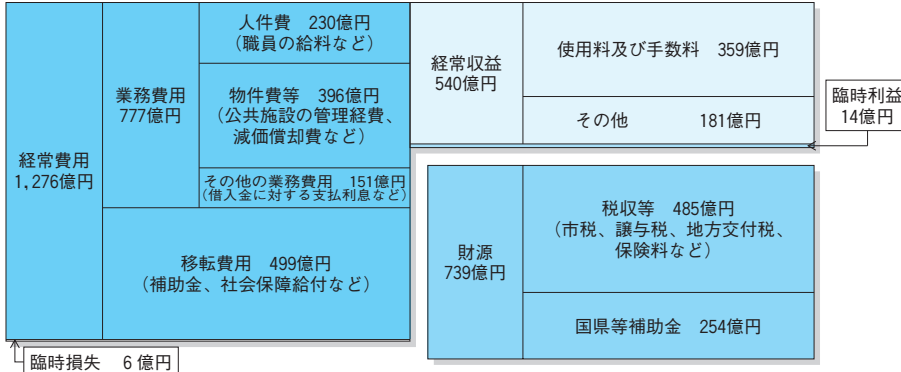 経常費用
1,276億円
業務費用
777億円
人件費　230億円
（職員の給料など）
物件費等　396億円
（公共施設の管理経費、
減価償却費など）
その他の業務費用　151億円
（借入金に対する支払利息など）
移転費用　499億円
（補助金、社会保障給付など）
臨時損失　6億円
経常収益
540億円
使用料及び手数料　359億円
その他　181億円
臨時利益
14億円
財源
739億円
税収等　485億円
（市税、譲与税、地方交付税、
保険料など）
国県等補助金　254億円